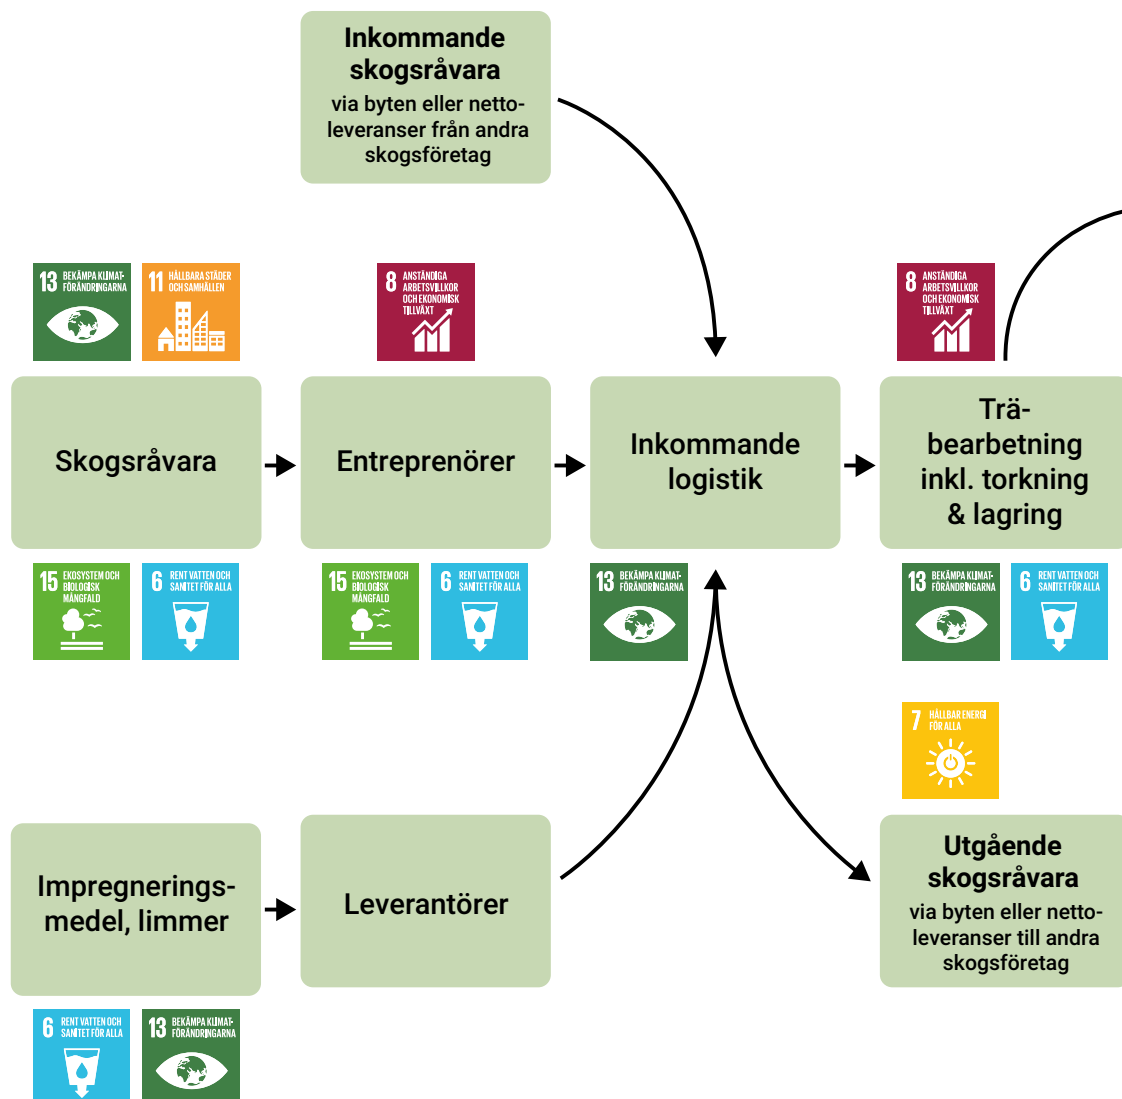 Inkommande
skogsråvara
via byten eller netto-
leveranser från andra
skogsföretag
13 BEKÄMPA KLIMAT-
FÖRÄNDRINGARNA
11 HÅLLBARA STÄDER
OCH SAMHÄLLEN
8 ANSTÄNDIGA
ARBETSVILLKOR
OCH EKONOMISK
TILLVÄXT
8 ANSTÄNDIGA
ARBETSVILLKOR
OCH EKONOMISK
TILLVÄXT
Skogsråvara
Entreprenörer
Inkommande
logistik
Trä-
bearbetning
inkl. torkning
& lagring
15 EKOSYSTEM OCH
BIOLOGISK
MÅNGFALD
6 RENT VATTEN OCH
SANITET FÖR ALLA
15 EKOSYSTEM OCH
BIOLOGISK
MÅNGFALD
6 RENT VATTEN OCH
SANITET FÖR ALLA
13 BEKÄMPA KLIMAT-
FÖRÄNDRINGARNA
13 BEKÄMPA KLIMAT-
FÖRÄNDRINGARNA
6 RENT VATTEN OCH
SANITET FÖR ALLA
7 HÅLLBAR ENERGI
FÖR ALLA
Impregnerings-
medel, limmer
Leverantörer
Utgående
skogsråvara
via byten eller netto-
leveranser till andra
skogsföretag
6 RENT VATTEN OCH
SANITET FÖR ALLA
13 BEKÄMPA KLIMAT-
FÖRÄNDRINGARNA